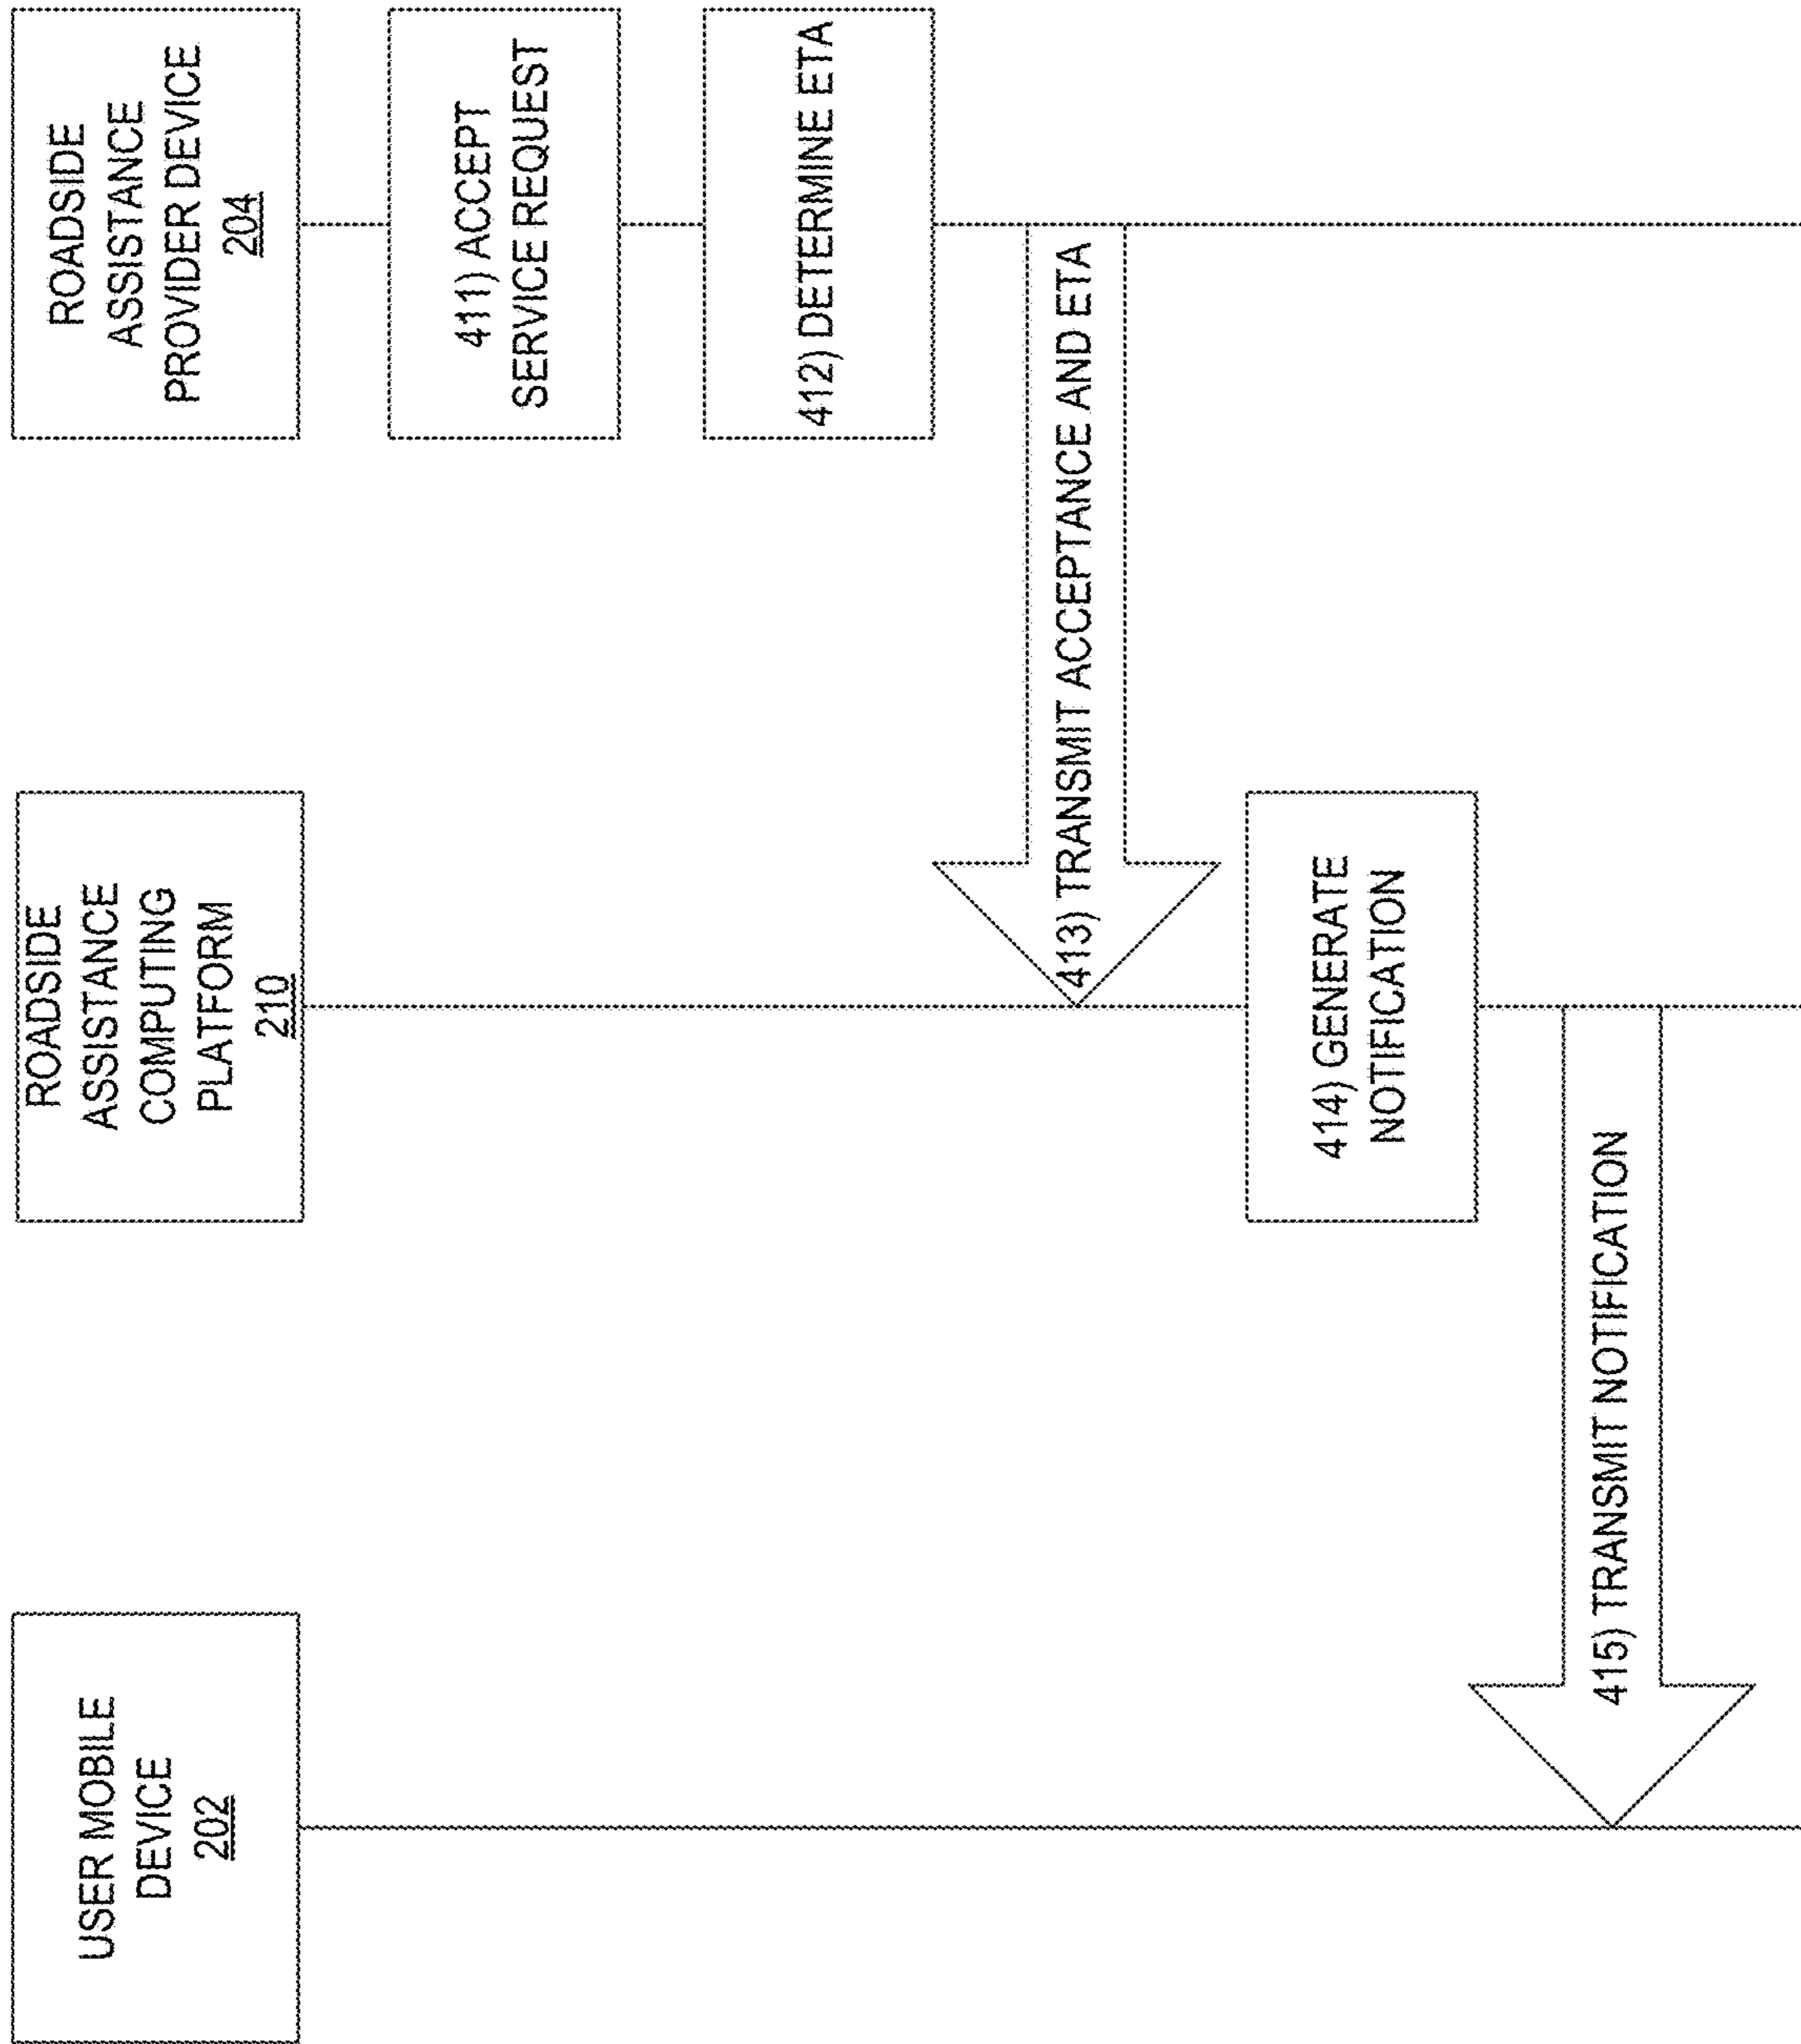 USER MOBILE
DEVICE
202
ROADSIDE
ASSISTANCE
COMPUTING
PLATFORM
210
ROADSIDE
ASSISTANCE
PROVIDER DEVICE
204
411) ACCEPT
SERVICE REQUEST
412) DETERMINE ETA
413) TRANSMIT ACCEPTANCE AND ETA
414) GENERATE
NOTIFICATION
415) TRANSMIT NOTIFICATION